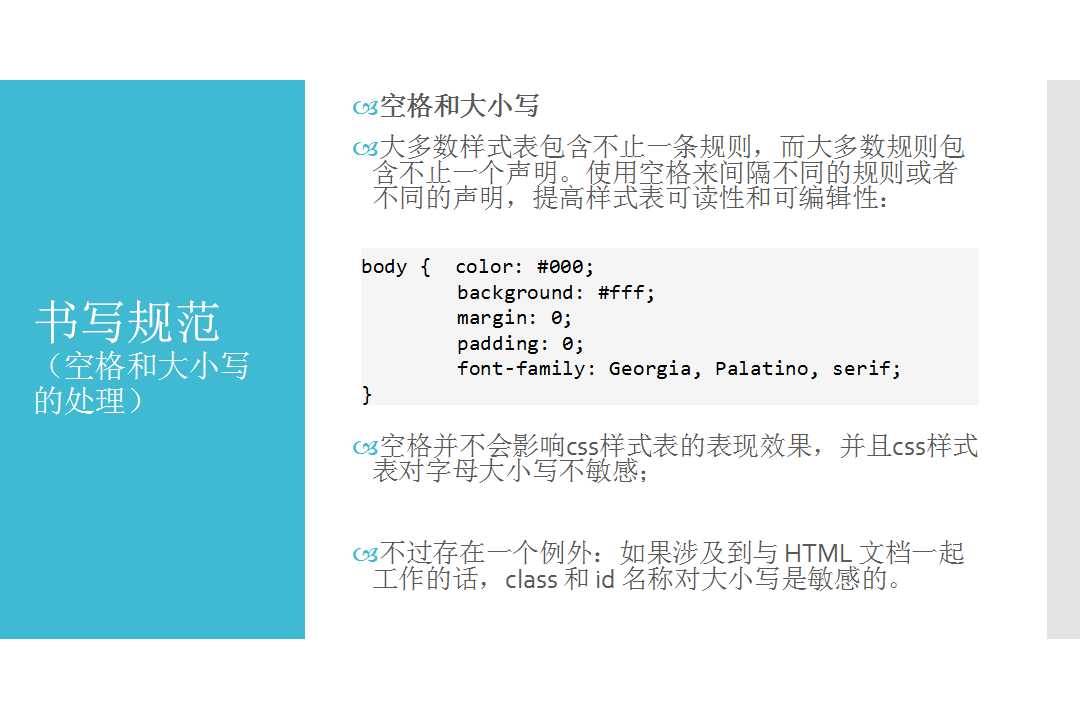 书写规范
（空格和大小写
的处理）
空格和大小写
大多数样式表包含不止一条规则，而大多数规则包
含不止一个声明。使用空格来间隔不同的规则或者
不同的声明，提高样式表可读性和可编辑性：
body {  color: #000;
        background: #fff;
        margin: 0;
        padding: 0;
        font-family: Georgia, Palatino, serif;
}
空格并不会影响css样式表的表现效果，并且css样式
表对字母大小写不敏感；
不过存在一个例外：如果涉及到与 HTML 文档一起
工作的话，class 和 id 名称对大小写是敏感的。